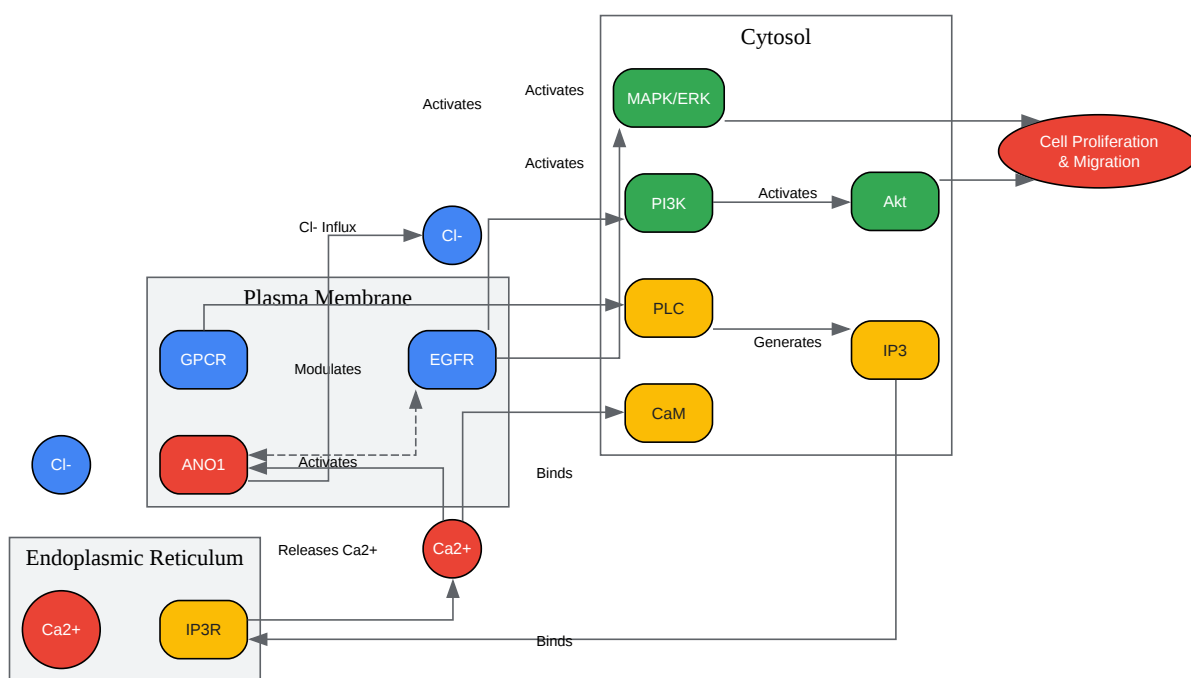 Cytosol
Activates
MAPK/ERK
Activates
Cell Proliferation
& Migration
Activates
PI3K
Activates
Akt
Cl- Influx
Cl-
Plasma Membrane
PLC
Generates
IP3
GPCR
Modulates
EGFR
CaM
Cl-
ANO1
Activates
Binds
Endoplasmic Reticulum
Releases Ca2+
Ca2+
Ca2+
IP3R
Binds